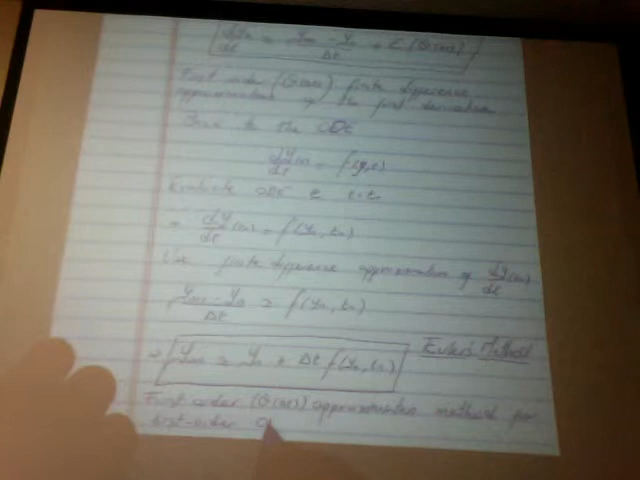 dyₙ/dt = (yₙ₊₁ - yₙ)/Δt + E (O(Δt))
First order (O(Δt)) finite difference
approximation of the first derivative
Back to the ODE
dy/dt (t) = f(y,t)
Evaluate ODE @ t=tₙ
= dy/dt (tₙ) = f(yₙ, tₙ)
Use finite difference approximation of dy/dt (tₙ)
(yₙ₊₁ - yₙ)/Δt = f(yₙ, tₙ)
⇒ yₙ₊₁ = yₙ + Δt f(yₙ, tₙ) Euler's Method
First order (O(Δt)) approximation method for
first-order O